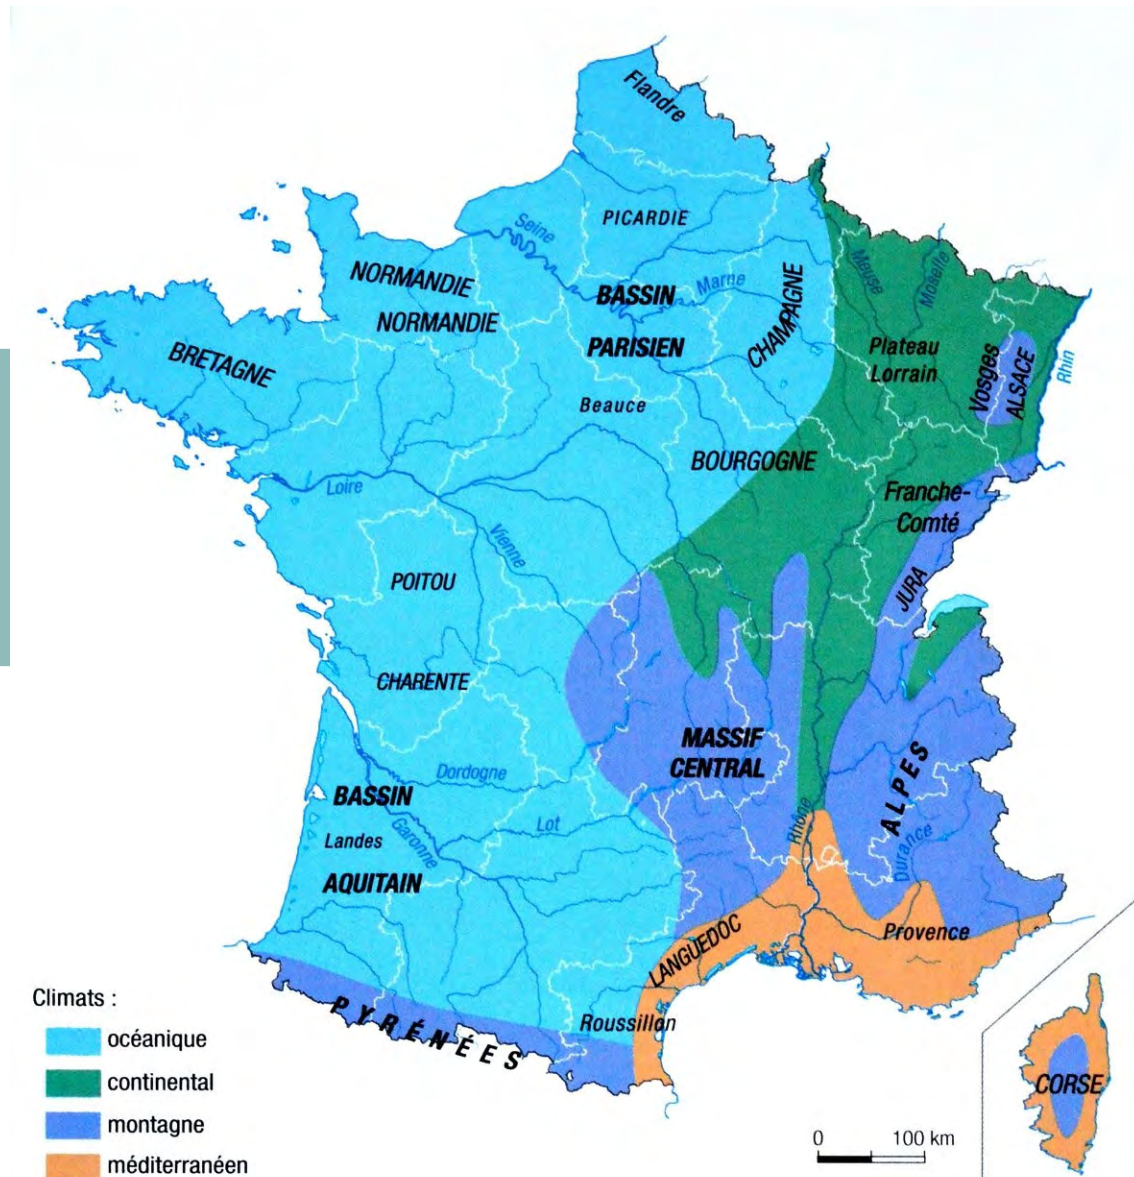 Flandre
PICARDIE
Seine
NORMANDIE
NORMANDIE
BASSIN
PARISIEN
Marne
CHAMPAGNE
Meuse
Moselle
Plateau
Lorrain
Vosges
ALSACE
Rhin
BRETAGNE
Beauce
BOURGOGNE
Loire
Franche-
Comté
Vienne
POITOU
JURA
CHARENTE
MASSIF
CENTRAL
ALPES
Dordogne
BASSIN
Landes
AQUITAIN
Garonne
Lot
Rhône
Durance
LANGUEDOC
Provence
Roussillon
PYRÉNÉES
CORSE
Climats :
océanique
continental
montagne
méditerranéen
0 100 km